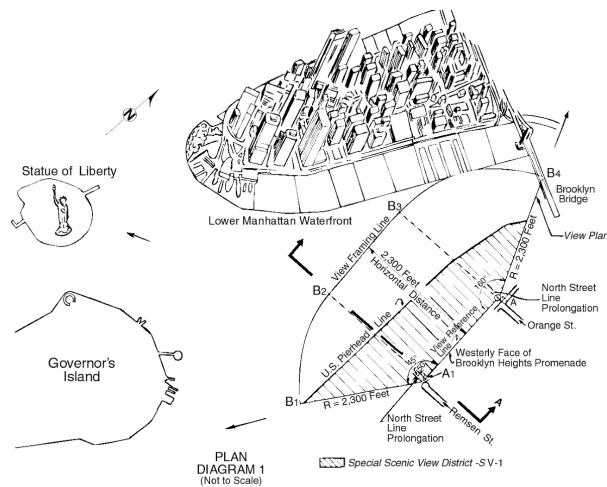 N
Statue of Liberty
Lower Manhattan Waterfront
B4
Brooklyn
Bridge
View Plan
B3
View Framing Line
2,300 Feet
Horizontal Distance
R = 2,300 Feet
160°
A
North Street
Line
Prolongation
Orange St.
B2
U.S. Pierhead Line
View Reference
Line
Westerly Face of
Brooklyn Heights Promenade
45°
A1
Governor's
Island
B1
R = 2,300 Feet
North Street
Line
Prolongation
Remsen St.
A
PLAN
DIAGRAM 1
(Not to Scale)
Special Scenic View District -SV-1